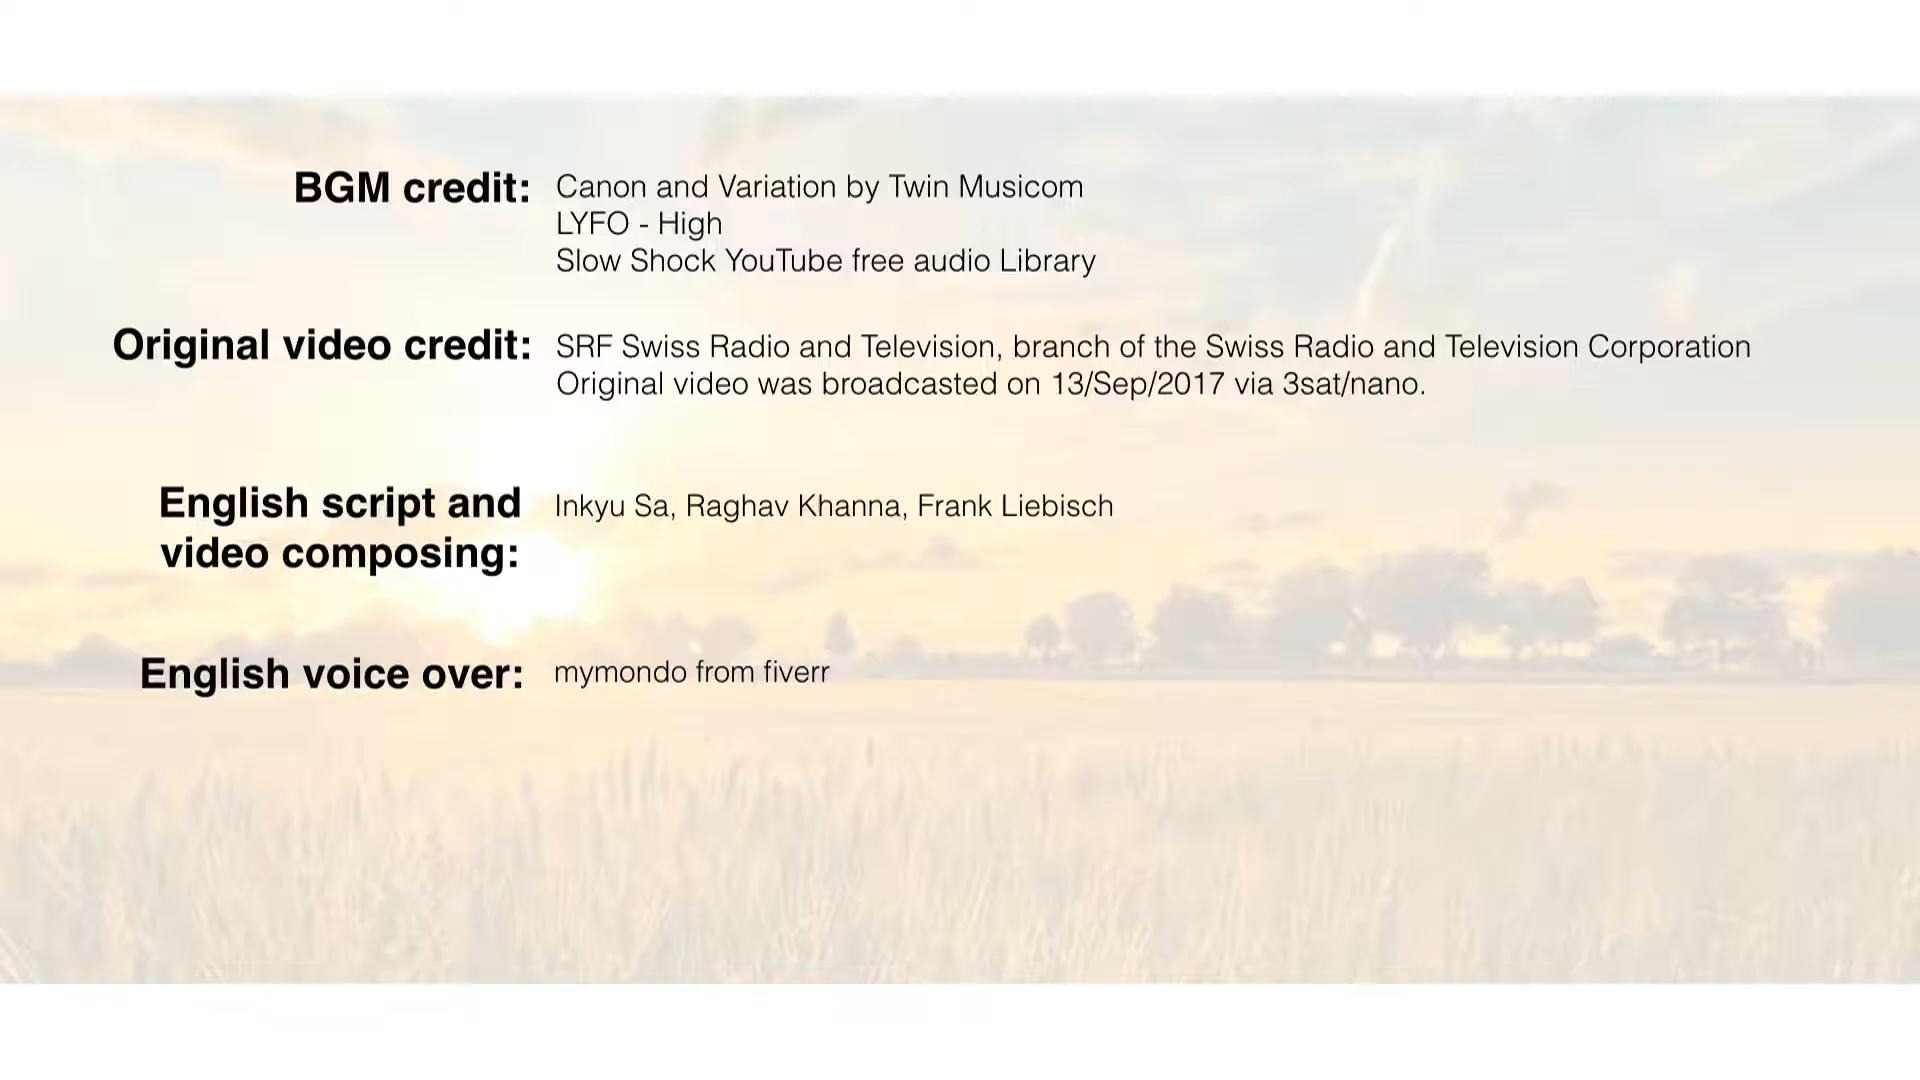 BGM credit: Canon and Variation by Twin Musicom
LYFO - High
Slow Shock YouTube free audio Library
Original video credit: SRF Swiss Radio and Television, branch of the Swiss Radio and Television Corporation
Original video was broadcasted on 13/Sep/2017 via 3sat/nano.
English script and Inkyu Sa, Raghav Khanna, Frank Liebisch
video composing:
English voice over: mymondo from fiverr